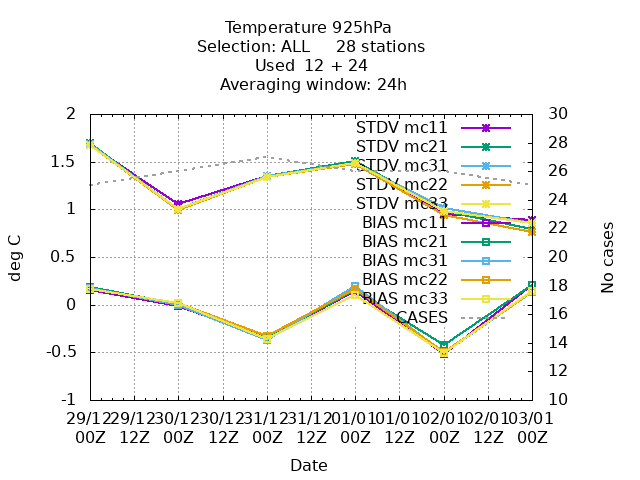 Temperature 925hPa
Selection: ALL 28 stations
Used 12 + 24
Averaging window: 24h
deg C
No cases
2
1.5
1
0.5
0
-0.5
-1
30
28
26
24
22
20
18
16
14
12
10
STDV mc11
STDV mc21
STDV mc31
STDV mc22
STDV mc33
BIAS mc11
BIAS mc21
BIAS mc31
BIAS mc22
BIAS mc33
CASES
29/12 29/12 30/12 30/12 31/12 31/12 01/01 01/01 02/01 02/01 03/01
00Z 12Z 00Z 12Z 00Z 12Z 00Z 12Z 00Z 12Z 00Z
Date